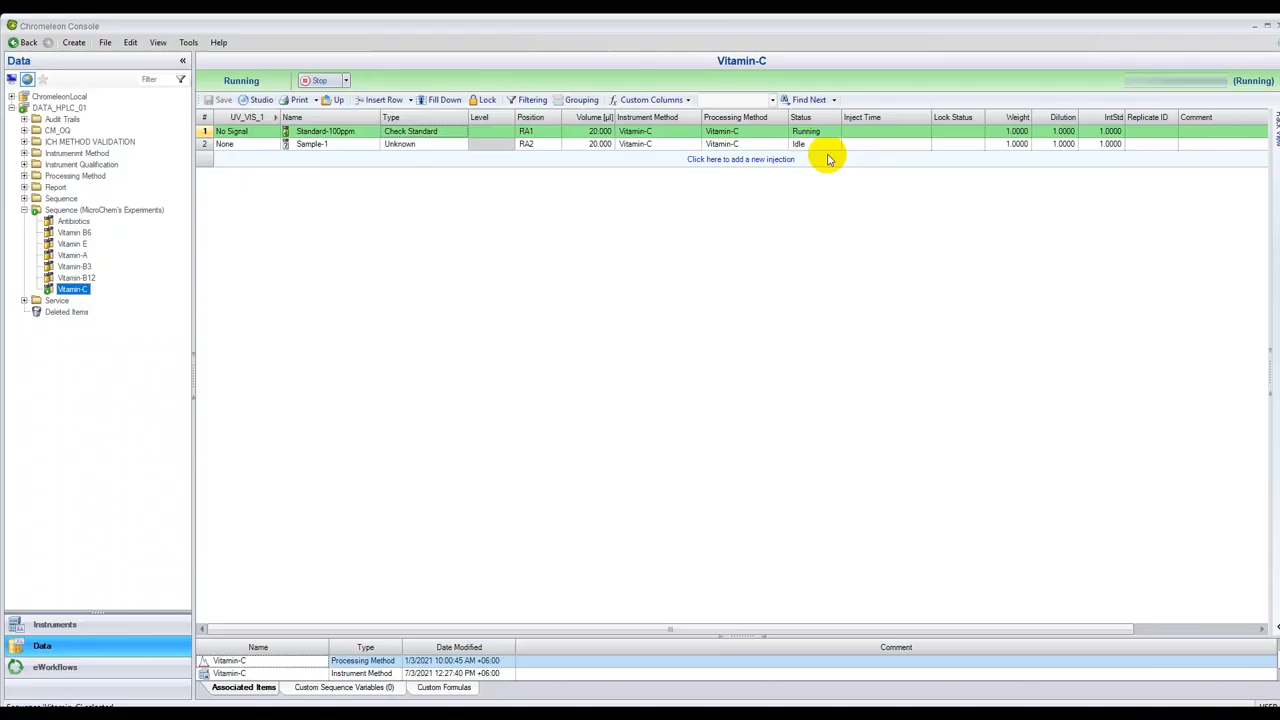 Chromeleon Console
Back Create File Edit View Tools Help
Data «
Vitamin-C
Filter
Running Stop (Running)
Save Studio Print Up Insert Row Fill Down Lock Filtering Grouping Custom Columns Find Next
# UV_VIS_1 Name Type Level Position Volume [µl] Instrument Method Processing Method Status Inject Time Lock Status Weight Dilution IntStd Replicate ID Comment
1 No Signal Standard-100ppm Check Standard RA1 20.000 Vitamin-C Vitamin-C Running 1.0000 1.0000 1.0000
2 None Sample-1 Unknown RA2 20.000 Vitamin-C Vitamin-C Idle 1.0000 1.0000 1.0000
Click here to add a new injection
ChromeleonLocal
DATA_HPLC_01
Audit Trails
CM_OQ
ICH METHOD VALIDATION
Instrunemnt Method
Instrument Qualification
Processing Method
Report
Sequence
Sequence (MicroChem's Experiments)
Antibiotics
Vitamin B6
Vitamin E
Vitamin-A
Vitamin-B3
Vitamin-B12
Vitamin-C
Service
Deleted Items
Instruments
Data
eWorkflows
Name Type Date Modified Comment
Vitamin-C Processing Method 1/3/2021 10:00:45 AM +06:00
Vitamin-C Instrument Method 7/3/2021 12:27:40 PM +06:00
Associated Items Custom Sequence Variables (0) Custom Formulas